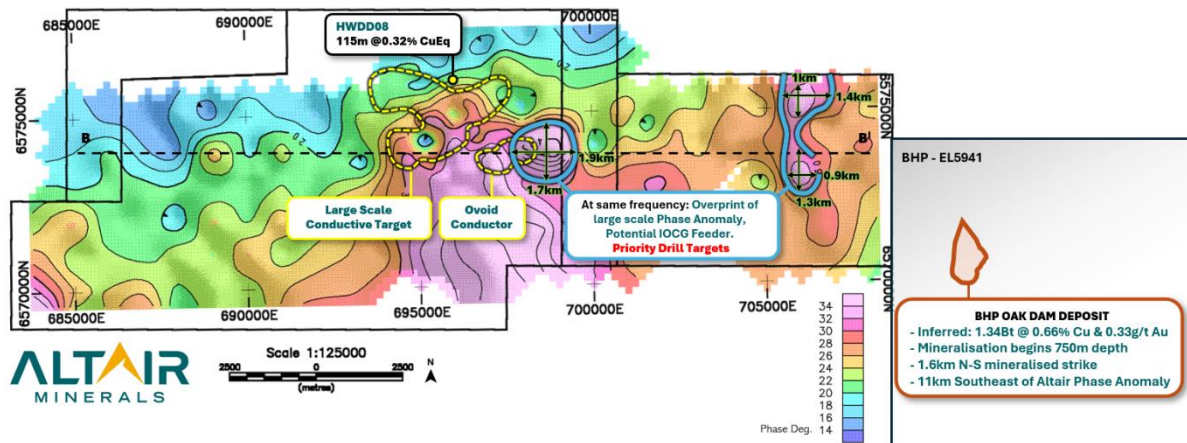 685000E
690000E
700000E
HWDD08
115m @0.32% CuEq
20
6575000N
6575000N
B
B'
20
1km
1.4km
1.9km
1.7km
0.9km
1.3km
Large Scale
Conductive Target
Ovoid
Conductor
At same frequency: Overprint of
large scale Phase Anomaly,
Potential IOCG Feeder.
Priority Drill Targets
BHP - EL5941
6570000N
6570000N
685000E
690000E
695000E
700000E
705000E
BHP OAK DAM DEPOSIT
- Inferred: 1.34Bt @ 0.66% Cu & 0.33g/t Au
- Mineralisation begins 750m depth
- 1.6km N-S mineralised strike
- 11km Southeast of Altair Phase Anomaly
ALTAIR
MINERALS
Scale 1:125000
2500
0
2500
(metres)
N
34
32
30
28
26
24
22
20
18
16
14
Phase Deg.